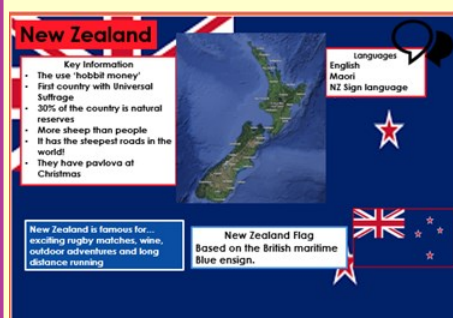 New Zealand
Key Information
The use ‘hobbit money’
First country with Universal
Suffrage
30% of the country is natural
reserves
More sheep than people
It has the steepest roads in the
world!
They have pavlova at
Christmas
Languages
English
Maori
NZ Sign language
New Zealand is famous for...
exciting rugby matches, wine,
outdoor adventures and long
distance running
New Zealand Flag
Based on the British maritime
Blue ensign.